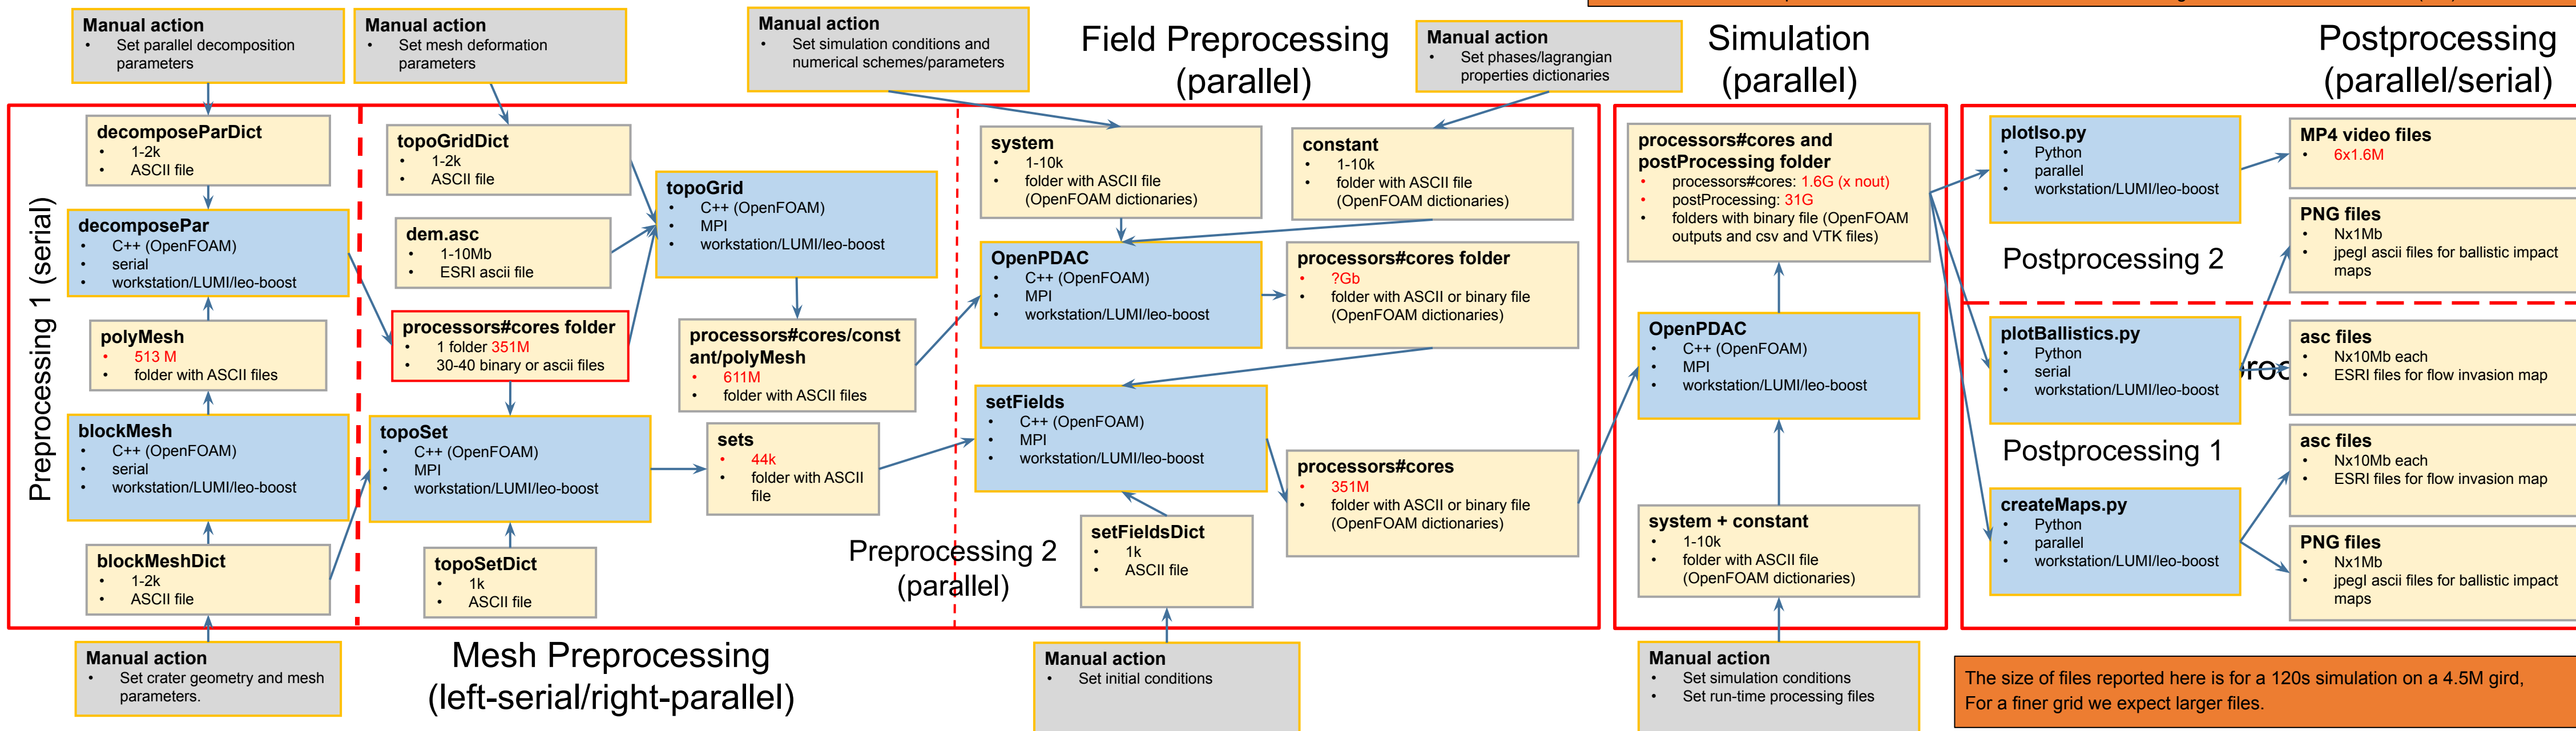 Manual action
• Set parallel decomposition
parameters
Manual action
• Set mesh deformation
parameters
Manual action
• Set simulation conditions and
numerical schemes/parameters
Field Preprocessing
(parallel)
Manual action
• Set phases/lagrangian
properties dictionaries
Simulation
(parallel)
Postprocessing
(parallel/serial)
Preprocessing 1 (serial)
decomposeParDict
• 1-2k
• ASCII file
decomposePar
• C++ (OpenFOAM)
• serial
• workstation/LUMI/leo-boost
polyMesh
• 513 M
• folder with ASCII files
blockMesh
• C++ (OpenFOAM)
• serial
• workstation/LUMI/leo-boost
blockMeshDict
• 1-2k
• ASCII file
Manual action
• Set crater geometry and mesh
parameters.
topoGridDict
• 1-2k
• ASCII file
dem.asc
• 1-10Mb
• ESRI ascii file
processors#cores folder
• 1 folder 351M
• 30-40 binary or ascii files
topoSet
• C++ (OpenFOAM)
• MPI
• workstation/LUMI/leo-boost
topoSetDict
• 1k
• ASCII file
topoGrid
• C++ (OpenFOAM)
• MPI
• workstation/LUMI/leo-boost
processors#cores/const
ant/polyMesh
• 611M
• folder with ASCII files
sets
• 44k
• folder with ASCII
file
Preprocessing 2
(parallel)
Mesh Preprocessing
(left-serial/right-parallel)
system
• 1-10k
• folder with ASCII file
(OpenFOAM dictionaries)
constant
• 1-10k
• folder with ASCII file
(OpenFOAM dictionaries)
OpenPDAC
• C++ (OpenFOAM)
• MPI
• workstation/LUMI/leo-boost
processors#cores folder
• ?Gb
• folder with ASCII or binary file
(OpenFOAM dictionaries)
setFields
• C++ (OpenFOAM)
• MPI
• workstation/LUMI/leo-boost
processors#cores
• 351M
• folder with ASCII or binary file
(OpenFOAM dictionaries)
setFieldsDict
• 1k
• ASCII file
Manual action
• Set initial conditions
processors#cores and
postProcessing folder
• processors#cores: 1.6G (x nout)
• postProcessing: 31G
• folders with binary file (OpenFOAM
outputs and csv and VTK files)
OpenPDAC
• C++ (OpenFOAM)
• MPI
• workstation/LUMI/leo-boost
system + constant
• 1-10k
• folder with ASCII file
(OpenFOAM dictionaries)
Manual action
• Set simulation conditions
• Set run-time processing files
plotIso.py
• Python
• parallel
• workstation/LUMI/leo-boost
Postprocessing 2
plotBallistics.py
• Python
• serial
• workstation/LUMI/leo-boost
Postprocessing 1
createMaps.py
• Python
• parallel
• workstation/LUMI/leo-boost
MP4 video files
• 6x1.6M
PNG files
• Nx1Mb
• jpegl ascii files for ballistic impact
maps
asc files
• Nx10Mb each
• ESRI files for flow invasion map
asc files
• Nx10Mb each
• ESRI files for flow invasion map
PNG files
• Nx1Mb
• jpegl ascii files for ballistic impact
maps
The size of files reported here is for a 120s simulation on a 4.5M gird,
For a finer grid we expect larger files.